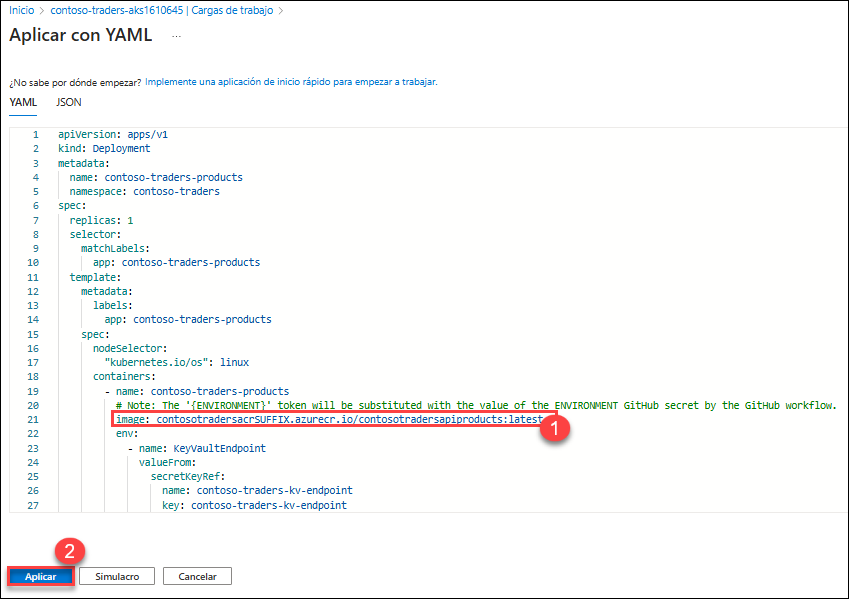 Inicio > contoso-traders-aks1610645 | Cargas de trabajo >
Aplicar con YAML ...
¿No sabe por dónde empezar? Implemente una aplicación de inicio rápido para empezar a trabajar.
YAML JSON
1 apiVersion: apps/v1
2 kind: Deployment
3 metadata:
4 name: contoso-traders-products
5 namespace: contoso-traders
6 spec:
7 replicas: 1
8 selector:
9 matchLabels:
10 app: contoso-traders-products
11 template:
12 metadata:
13 labels:
14 app: contoso-traders-products
15 spec:
16 nodeSelector:
17 "kubernetes.io/os": linux
18 containers:
19 - name: contoso-traders-products
20 # Note: The '{ENVIRONMENT}' token will be substituted with the value of the ENVIRONMENT GitHub secret by the GitHub workflow.
21 image: contosotradersacrSUFFIX.azurecr.io/contosotradersapiproducts:latest
1
22 env:
23 - name: KeyVaultEndpoint
24 valueFrom:
25 secretKeyRef:
26 name: contoso-traders-kv-endpoint
27 key: contoso-traders-kv-endpoint
2
Aplicar Simulacro Cancelar